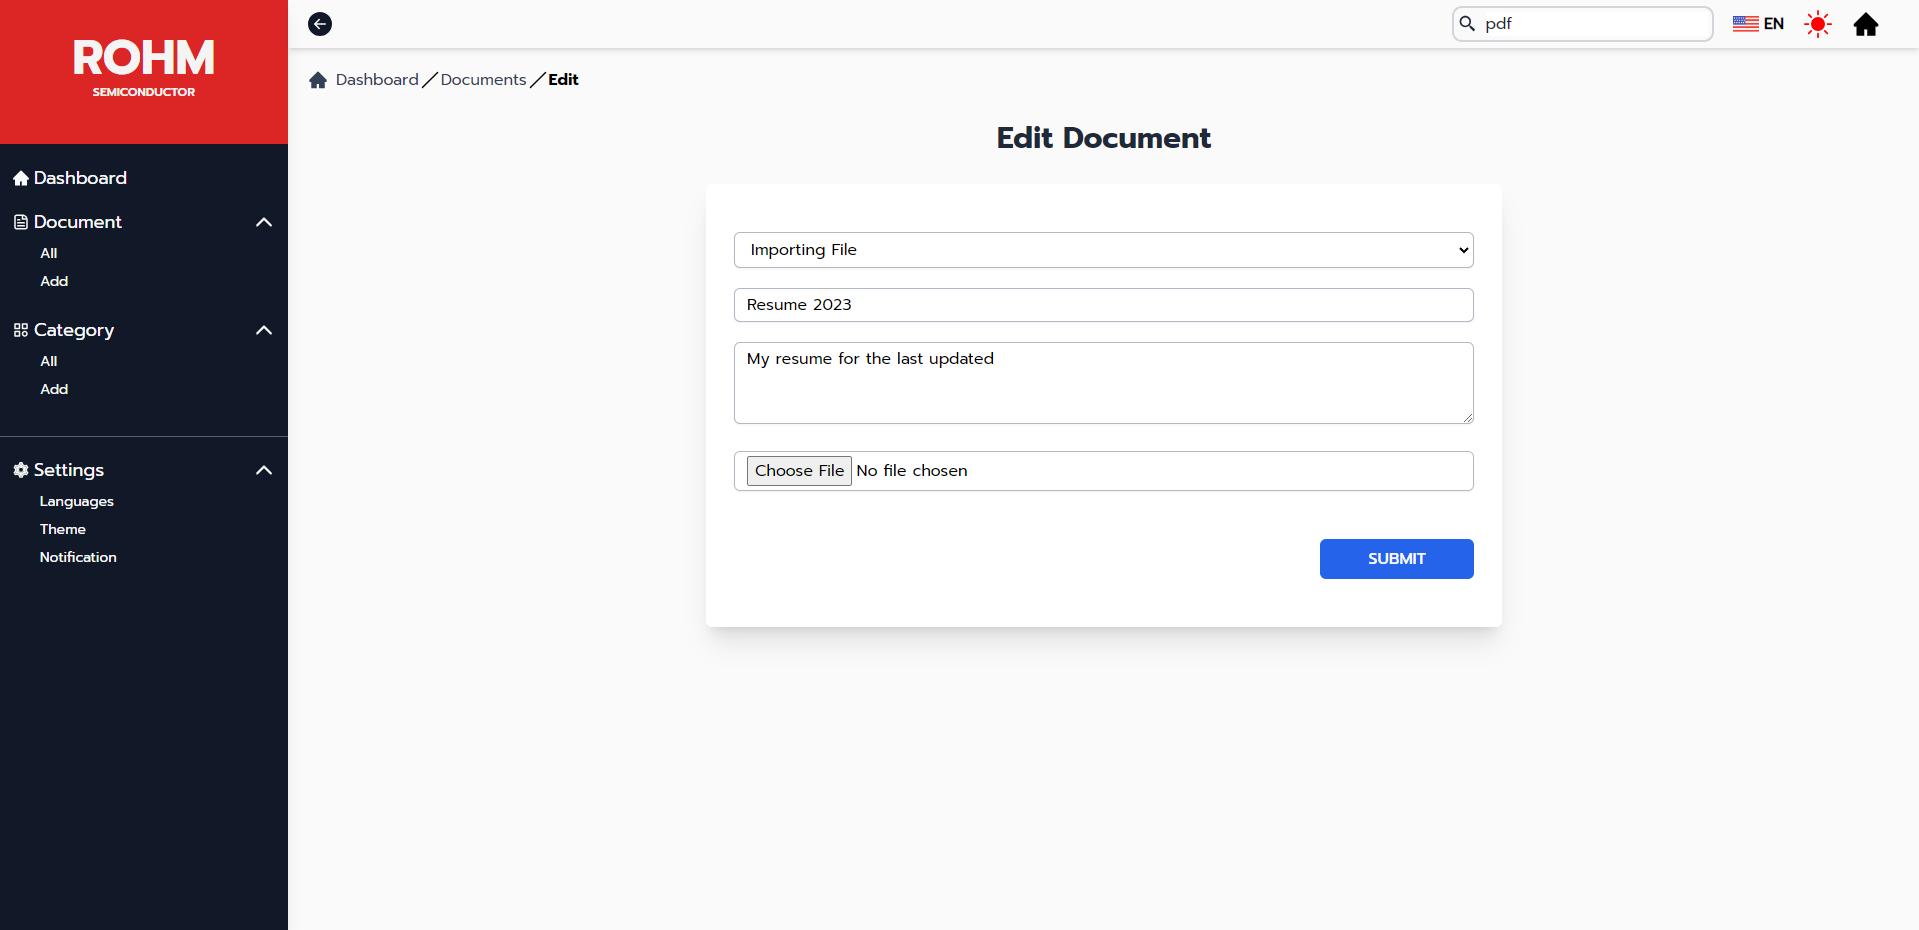 ROHM
SEMICONDUCTOR
Dashboard
Document
All
Add
Category
All
Add
Settings
Languages
Theme
Notification
pdf
EN
Dashboard / Documents / Edit
Edit Document
Importing File
Resume 2023
My resume for the last updated
Choose File No file chosen
SUBMIT